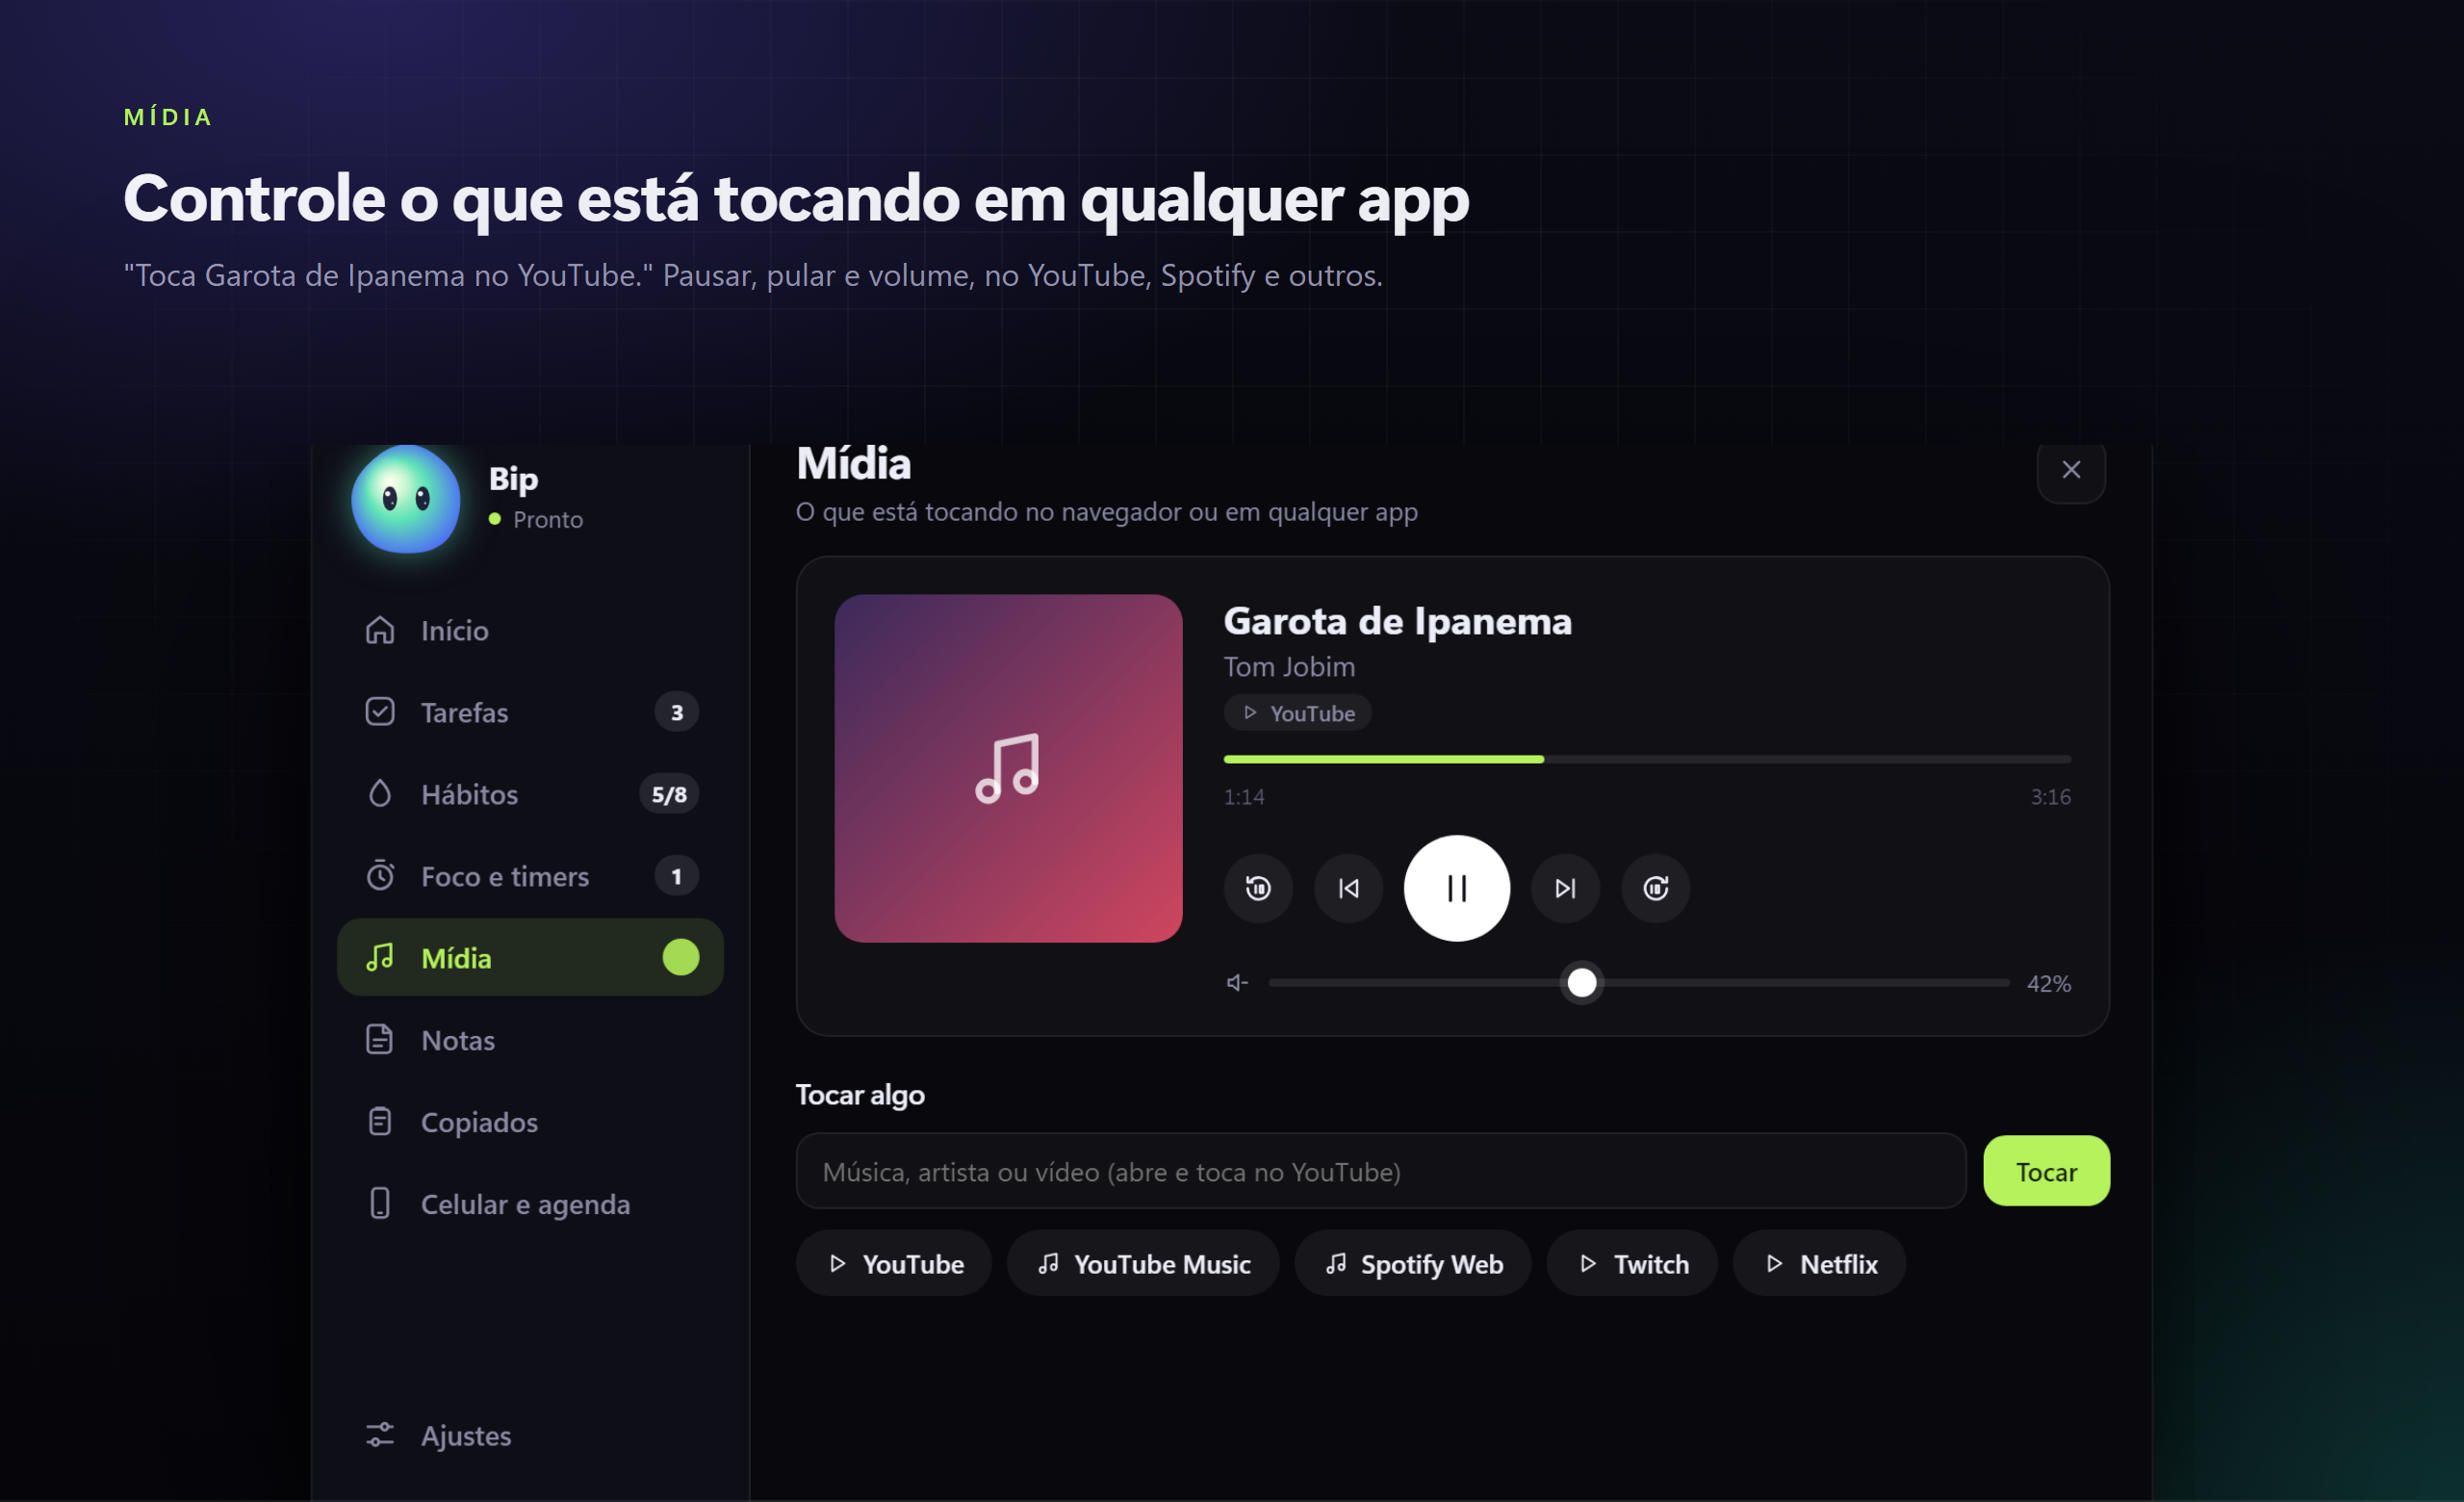 MÍDIA
Controle o que está tocando em qualquer app
"Toca Garota de Ipanema no YouTube." Pausar, pular e volume, no YouTube, Spotify e outros.
Bip
Pronto
Início
Tarefas 3
Hábitos 5/8
Foco e timers 1
Mídia
Notas
Copiados
Celular e agenda
Ajustes
Mídia
O que está tocando no navegador ou em qualquer app
Garota de Ipanema
Tom Jobim
YouTube
1:14 3:16
10 10
42%
Tocar algo
Música, artista ou vídeo (abre e toca no YouTube) Tocar
YouTube YouTube Music Spotify Web Twitch Netflix